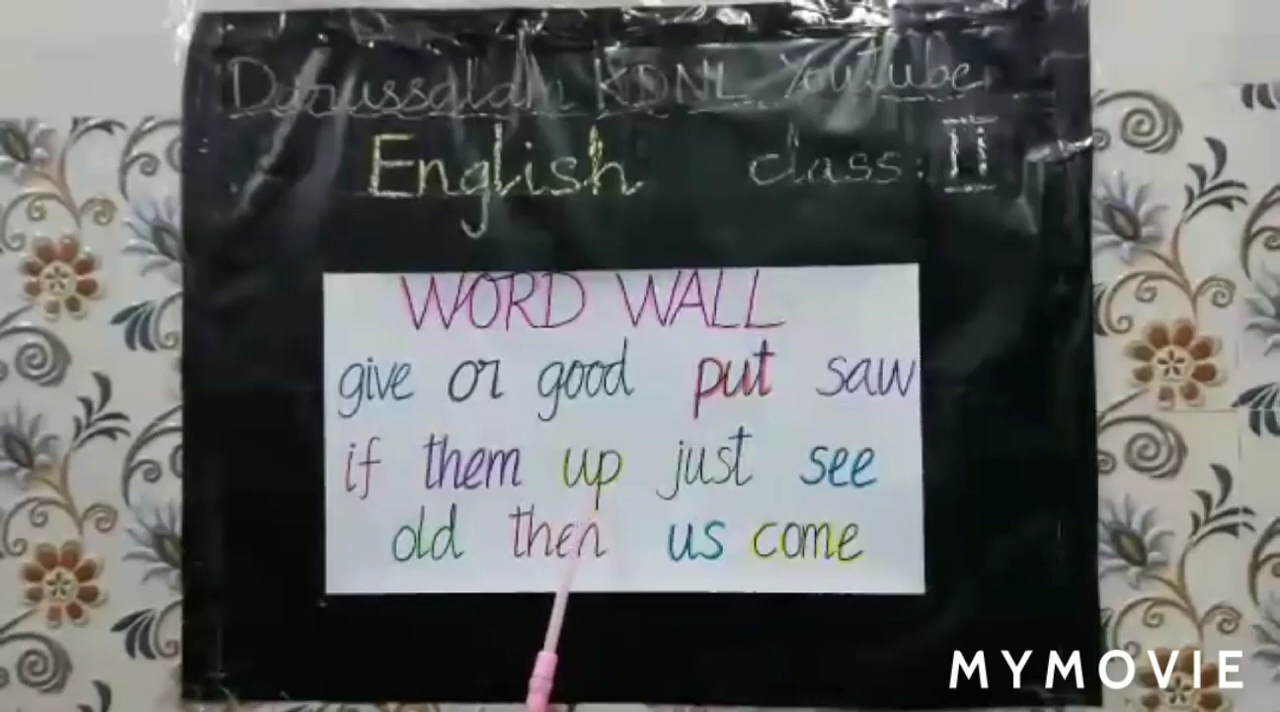 Darussalam KDNL YouTube
English class: II
WORD WALL
give or good put saw
if them up just see
old then us come
MYMOVIE